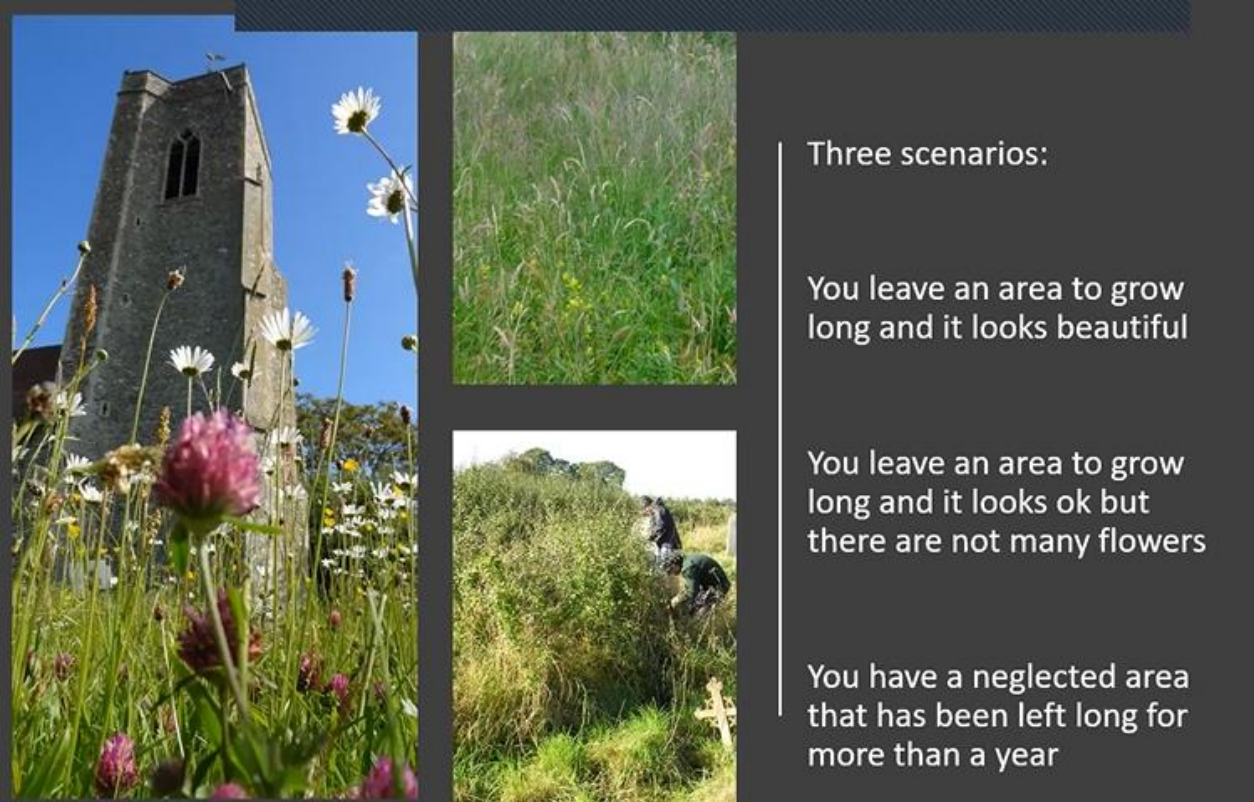 Three scenarios:
You leave an area to grow
long and it looks beautiful
You leave an area to grow
long and it looks ok but
there are not many flowers
You have a neglected area
that has been left long for
more than a year